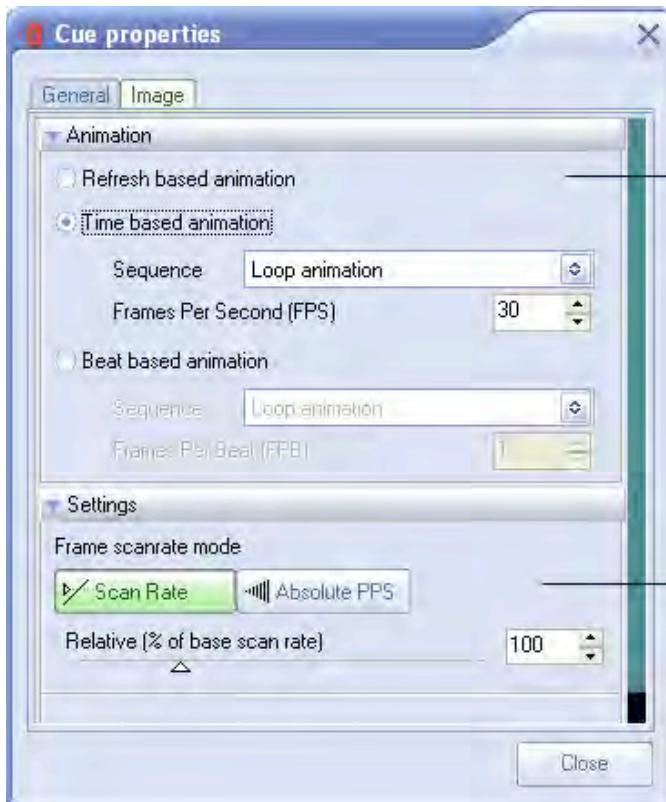 Cue properties
General Image
Animation
Refresh based animation
Time based animation
Sequence Loop animation
Frames Per Second (FPS) 30
Beat based animation
Sequence Loop animation
Frames Per Beat (FPB) 1
Settings
Frame scanrate mode
Scan Rate Absolute PPS
Relative (% of base scan rate) 100
Close